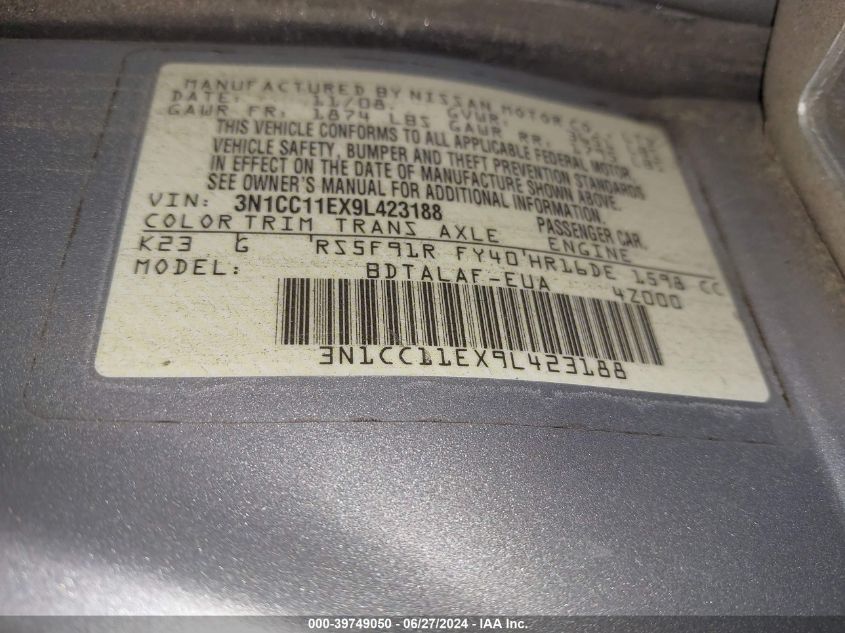 MANUFACTURED BY NISSAN MOTOR CO.
DATE: 11/08 GVWR:
GAWR FR. 1874 LBS GAWR RR.
THIS VEHICLE CONFORMS TO ALL APPLICABLE FEDERAL MOTOR
VEHICLE SAFETY, BUMPER AND THEFT PREVENTION STANDARDS
IN EFFECT ON THE DATE OF MANUFACTURE SHOWN ABOVE.
SEE OWNER'S MANUAL FOR ADDITIONAL INFORMATION.
VIN: 3N1CC11EX9L423188 PASSENGER CAR.
COLOR TRIM TRANS AXLE ENGINE
K23 G RS5F91R FY40 HR16DE 1598 CC
MODEL: BDTALAF-EUA 4Z000
3N1CC11EX9L423188
000-39749050 - 06/27/2024 - IAA Inc.